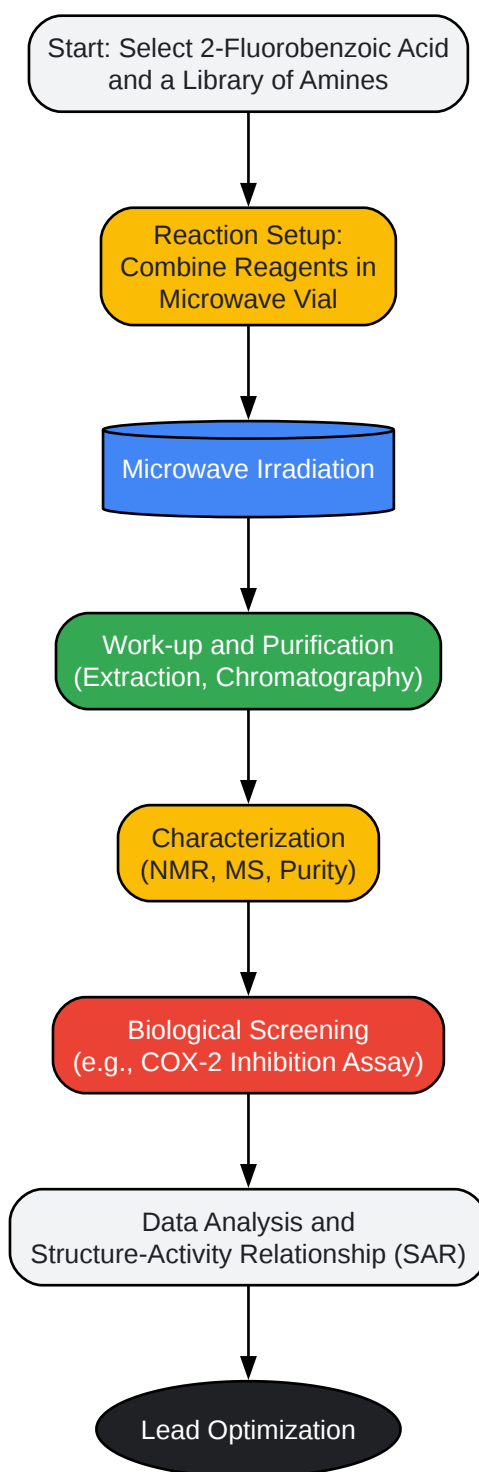 Start: Select 2-Fluorobenzoic Acid
and a Library of Amines
Reaction Setup:
Combine Reagents in
Microwave Vial
Microwave Irradiation
Work-up and Purification
(Extraction, Chromatography)
Characterization
(NMR, MS, Purity)
Biological Screening
(e.g., COX-2 Inhibition Assay)
Data Analysis and
Structure-Activity Relationship (SAR)
Lead Optimization